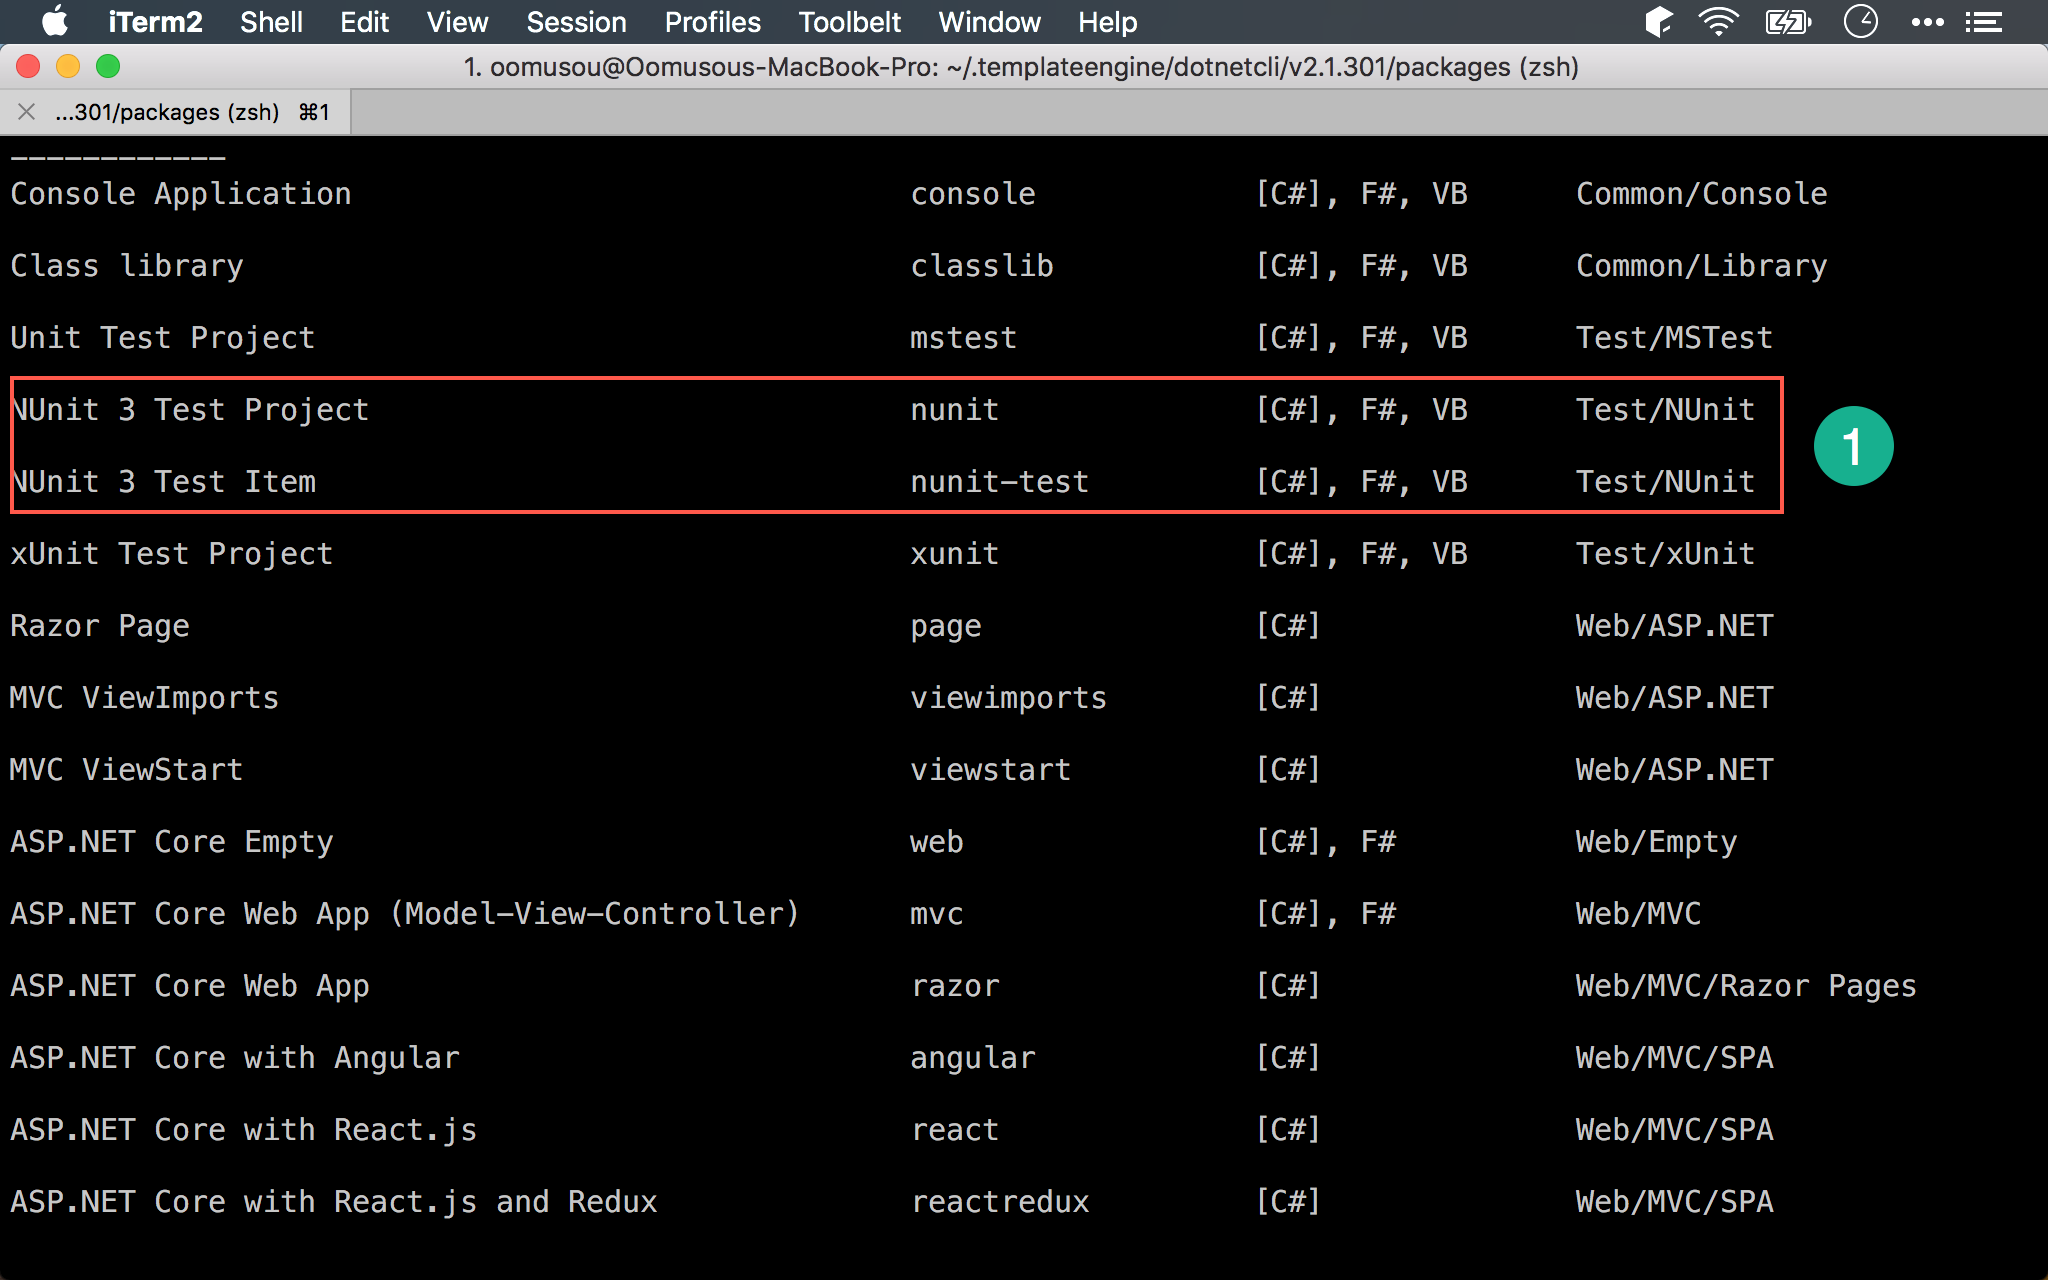 iTerm2 Shell Edit View Session Profiles Toolbelt Window Help
1. oomusou@Oomusous-MacBook-Pro: ~/.templateengine/dotnetcli/v2.1.301/packages (zsh)
...301/packages (zsh) ⌘1
------------
Console Application console [C#], F#, VB Common/Console
Class library classlib [C#], F#, VB Common/Library
Unit Test Project mstest [C#], F#, VB Test/MSTest
NUnit 3 Test Project nunit [C#], F#, VB Test/NUnit
1
NUnit 3 Test Item nunit-test [C#], F#, VB Test/NUnit
xUnit Test Project xunit [C#], F#, VB Test/xUnit
Razor Page page [C#] Web/ASP.NET
MVC ViewImports viewimports [C#] Web/ASP.NET
MVC ViewStart viewstart [C#] Web/ASP.NET
ASP.NET Core Empty web [C#], F# Web/Empty
ASP.NET Core Web App (Model-View-Controller) mvc [C#], F# Web/MVC
ASP.NET Core Web App razor [C#] Web/MVC/Razor Pages
ASP.NET Core with Angular angular [C#] Web/MVC/SPA
ASP.NET Core with React.js react [C#] Web/MVC/SPA
ASP.NET Core with React.js and Redux reactredux [C#] Web/MVC/SPA